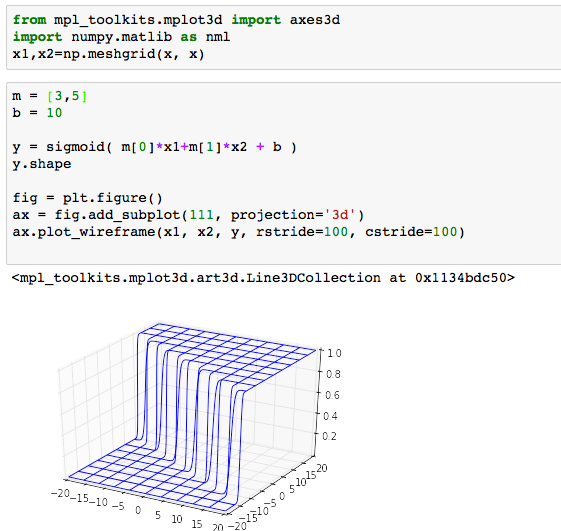 from mpl_toolkits.mplot3d import axes3d
import numpy.matlib as nml
x1,x2=np.meshgrid(x, x)
m = [3,5]
b = 10
y = sigmoid( m[0]*x1+m[1]*x2 + b )
y.shape
fig = plt.figure()
ax = fig.add_subplot(111, projection='3d')
ax.plot_wireframe(x1, x2, y, rstride=100, cstride=100)
<mpl_toolkits.mplot3d.art3d.Line3DCollection at 0x1134bdc50>
1.0
0.8
0.6
0.4
0.2
−20 −15 −10 −5 0 5 10 15 20
−20 −15 −10 −5 0 5 10 15 20